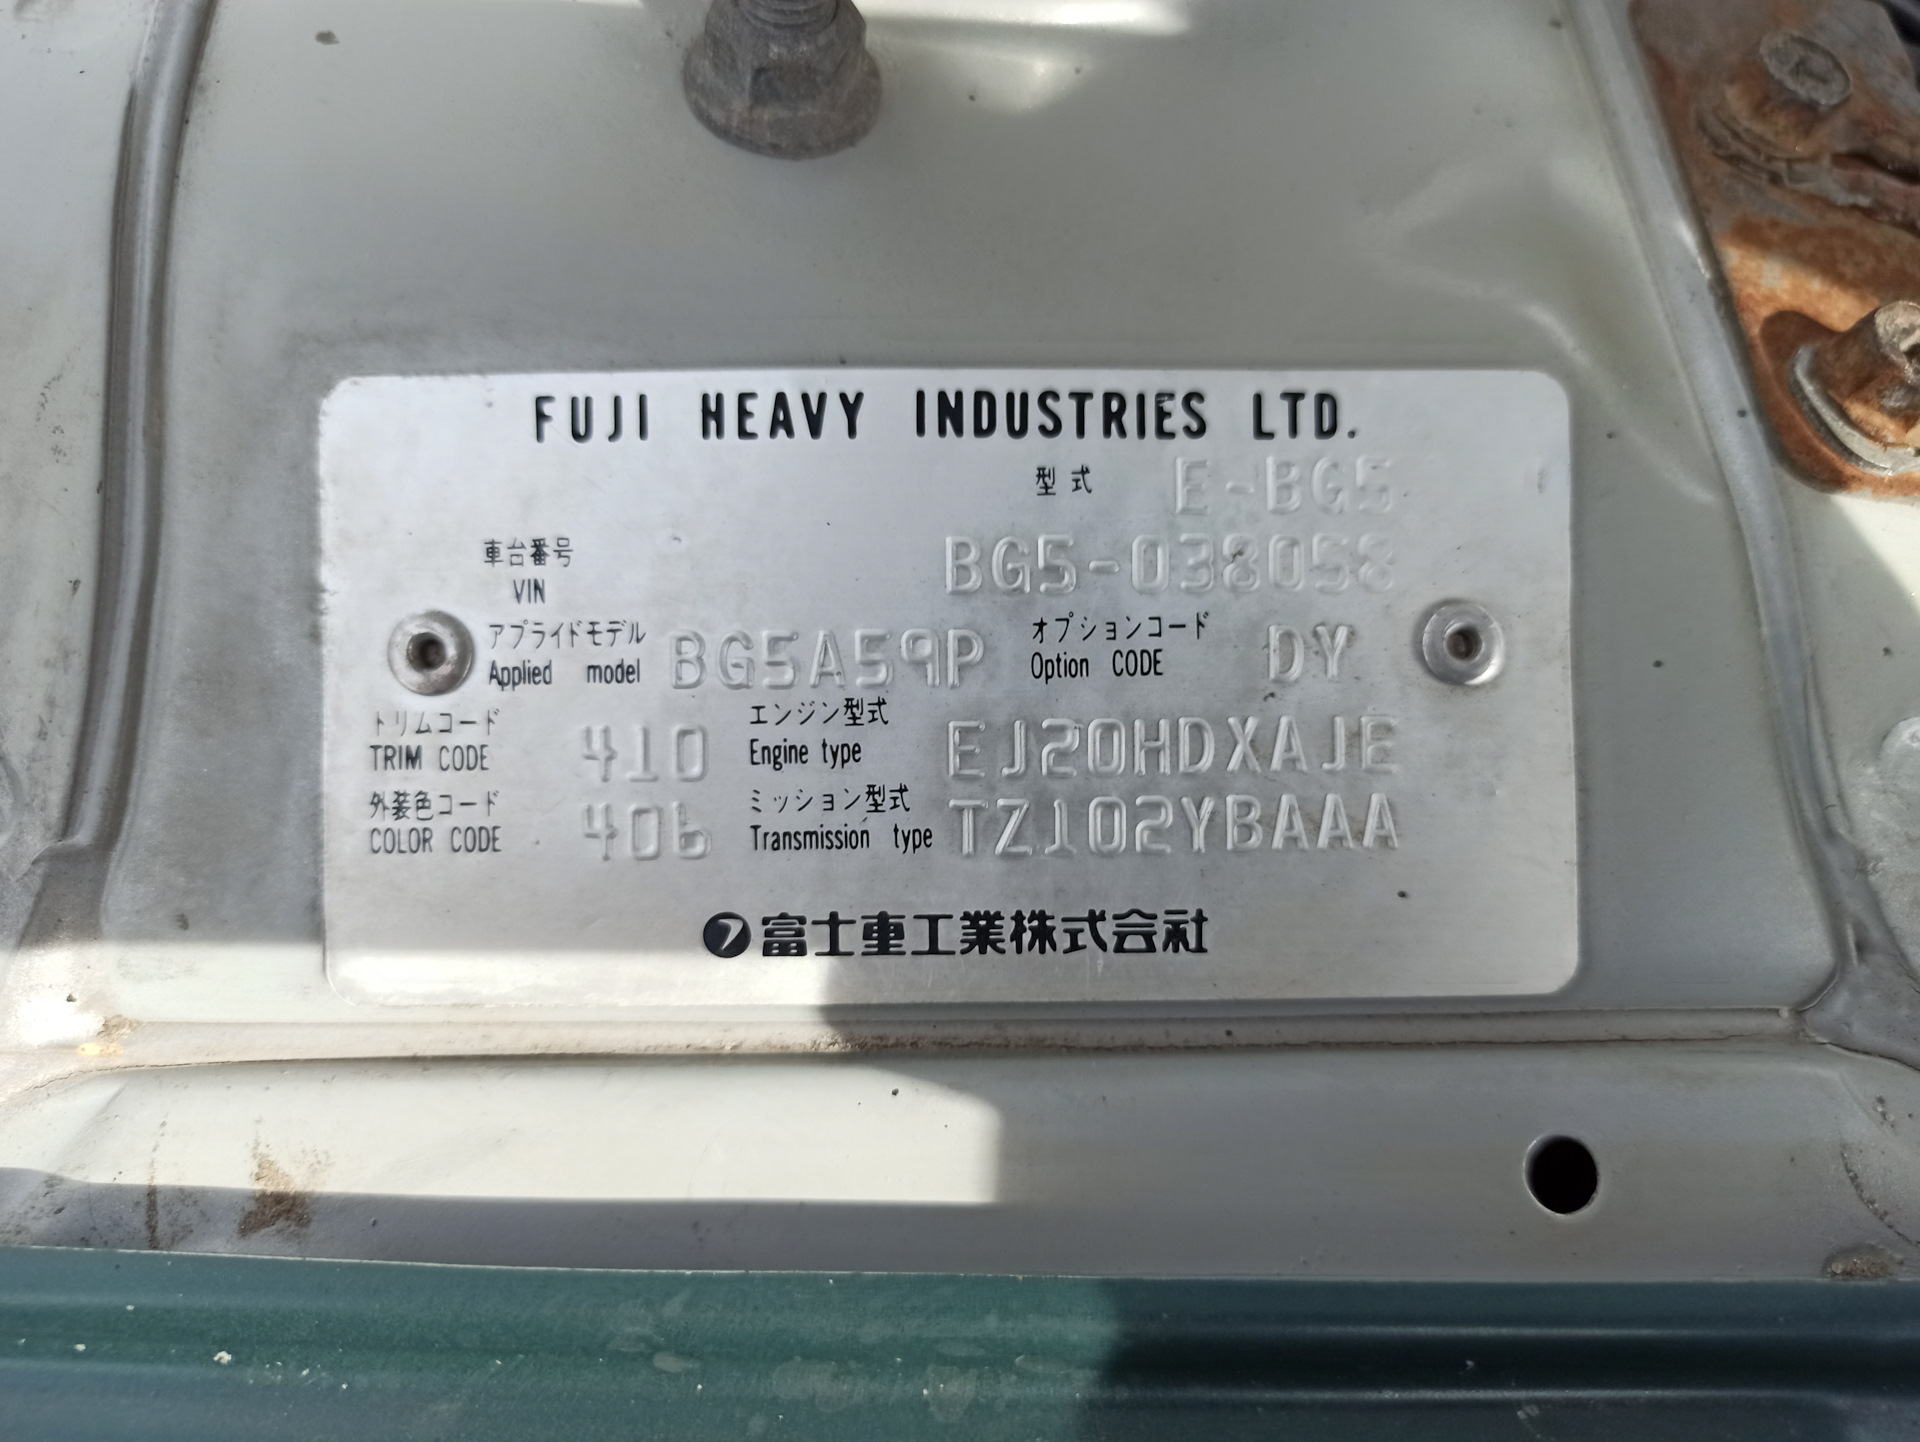 FUJI HEAVY INDUSTRIES LTD.
型式 E-BG5
車台番号
VIN BG5-038058
アプライドモデル オプションコード
Applied model BG5A59P Option CODE DY
トリムコード エンジン型式
TRIM CODE 410 Engine type EJ20HDXAJE
外装色コード ミッション型式
COLOR CODE 406 Transmission type TZ102YBAAA
フ富士重工業株式会社